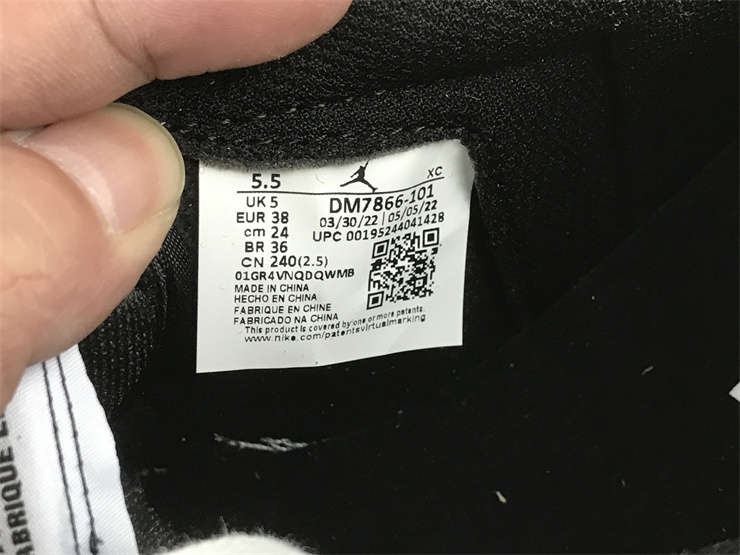 5.5
XC
UK 5
DM7866-101
EUR 38
03/30/22 | 05/05/22
cm 24
UPC 00195244041428
BR 36
CN 240(2.5)
01GR4VNQDQWMB
MADE IN CHINA
HECHO EN CHINA
FABRIQUE EN CHINE
FABRICADO NA CHINA
This product is covered by one or more patents.
www.nike.com/patentsvirtualmarking
ABRIQUE E